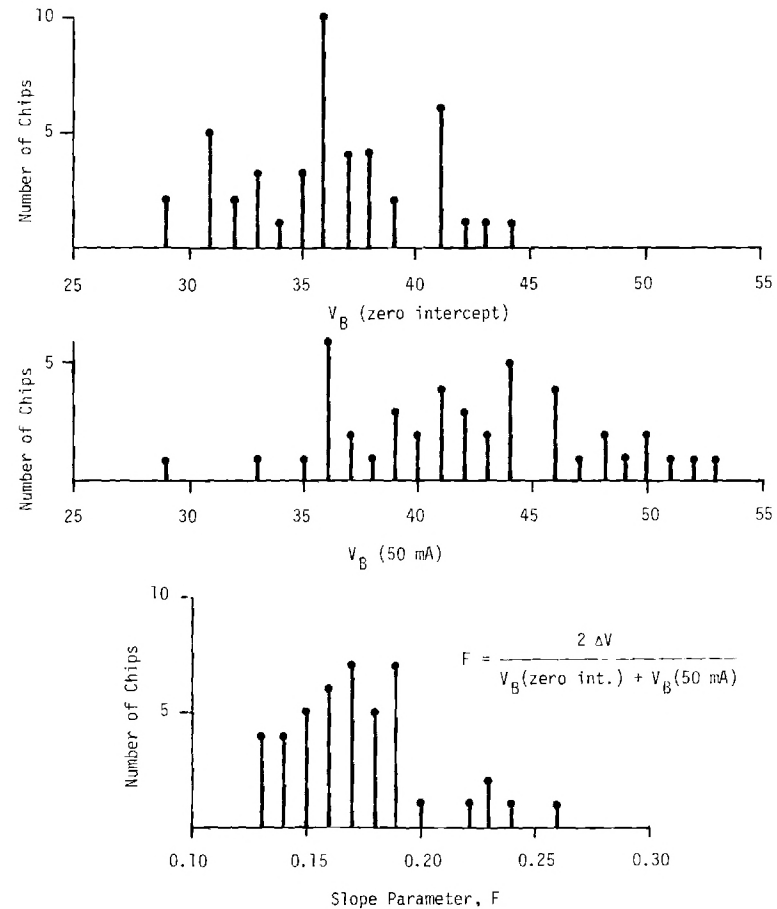 10
5
Number of Chips
25 30 35 40 45 50 55
V_B (zero intercept)
5
Number of Chips
25 30 35 40 45 50 55
V_B (50 mA)
10
5
Number of Chips
F = 2 ΔV / V_B(zero int.) + V_B(50 mA)
0.10 0.15 0.20 0.25 0.30
Slope Parameter, F